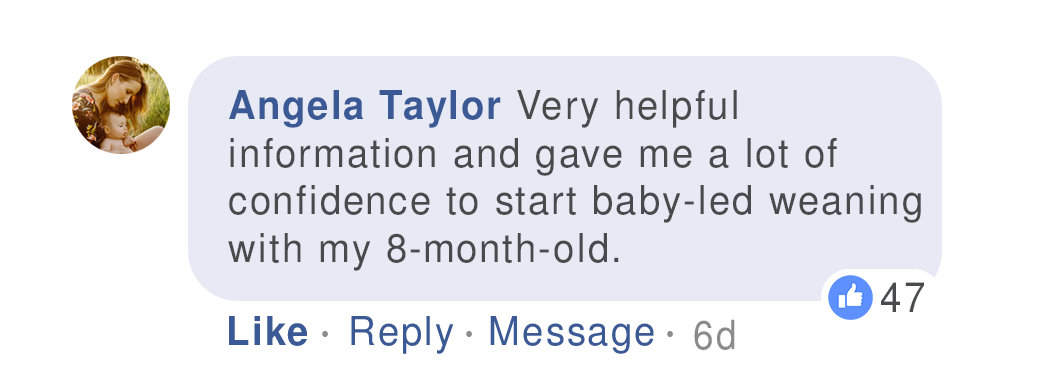 Angela Taylor Very helpful
information and gave me a lot of
confidence to start baby-led weaning
with my 8-month-old.
47
Like · Reply · Message · 6d